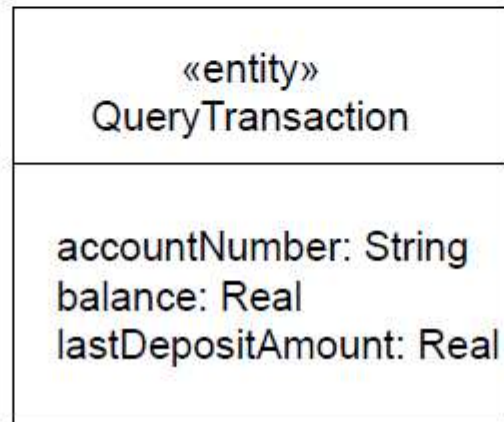 «entity»
QueryTransaction
accountNumber: String
balance: Real
lastDepositAmount: Real